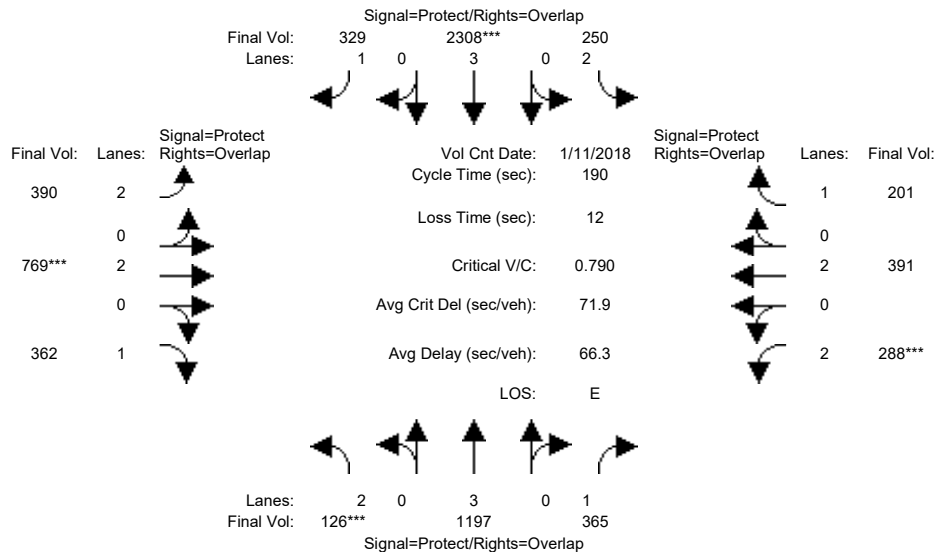 Signal=Protect/Rights=Overlap
Final Vol: 329 2308*** 250
Lanes: 1 0 3 0 2
Signal=Protect Signal=Protect
Final Vol: Lanes: Rights=Overlap Vol Cnt Date: 1/11/2018 Rights=Overlap Lanes: Final Vol:
Cycle Time (sec): 190
390 2 1 201
Loss Time (sec): 12
0 0
769*** 2 Critical V/C: 0.790 2 391
0 Avg Crit Del (sec/veh): 71.9 0
362 1 Avg Delay (sec/veh): 66.3 2 288***
LOS: E
Lanes: 2 0 3 0 1
Final Vol: 126*** 1197 365
Signal=Protect/Rights=Overlap